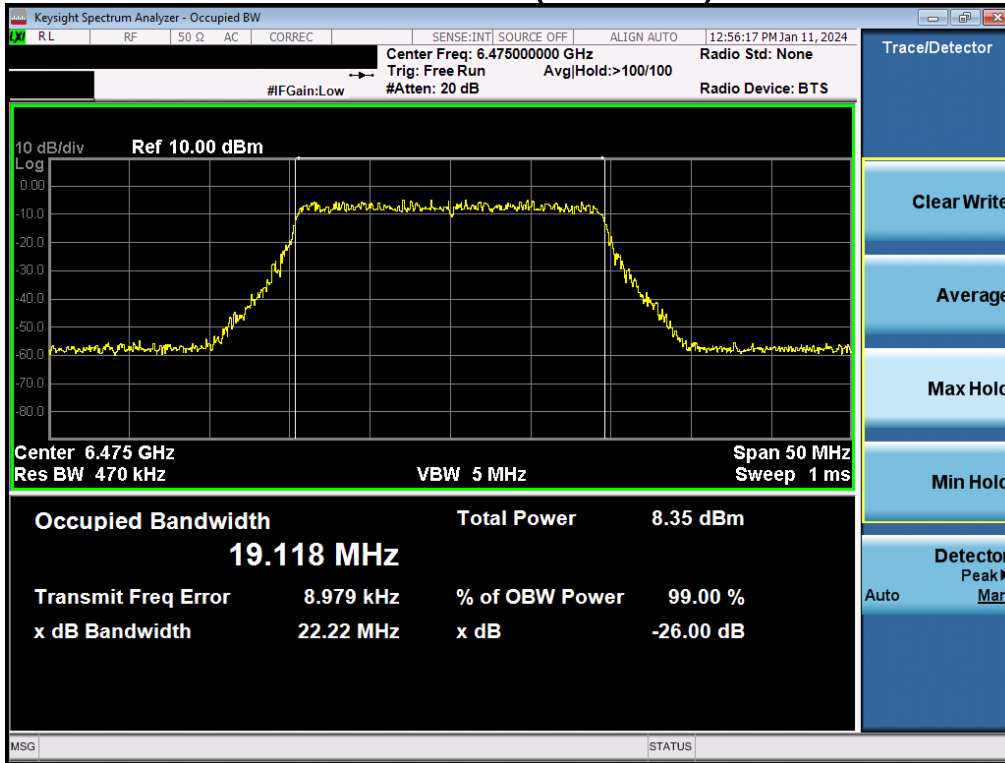 Keysight Spectrum Analyzer - Occupied BW
LXI RL RF 50 Ω AC CORREC SENSE:INT SOURCE OFF ALIGN AUTO 12:56:17 PM Jan 11, 2024
Center Freq: 6.475000000 GHz Radio Std: None
Trig: Free Run Avg|Hold:>100/100
#IFGain:Low #Atten: 20 dB Radio Device: BTS
Trace/Detector
10 dB/div Ref 10.00 dBm
Log
0.00
-10.0
-20.0
-30.0
-40.0
-50.0
-60.0
-70.0
-80.0
Center 6.475 GHz Span 50 MHz
Res BW 470 kHz VBW 5 MHz Sweep 1 ms
Occupied Bandwidth Total Power 8.35 dBm
19.118 MHz
Transmit Freq Error 8.979 kHz % of OBW Power 99.00 %
x dB Bandwidth 22.22 MHz x dB -26.00 dB
Clear Write
Average
Max Hold
Min Hold
Detector
Peak
Auto Man
MSG STATUS